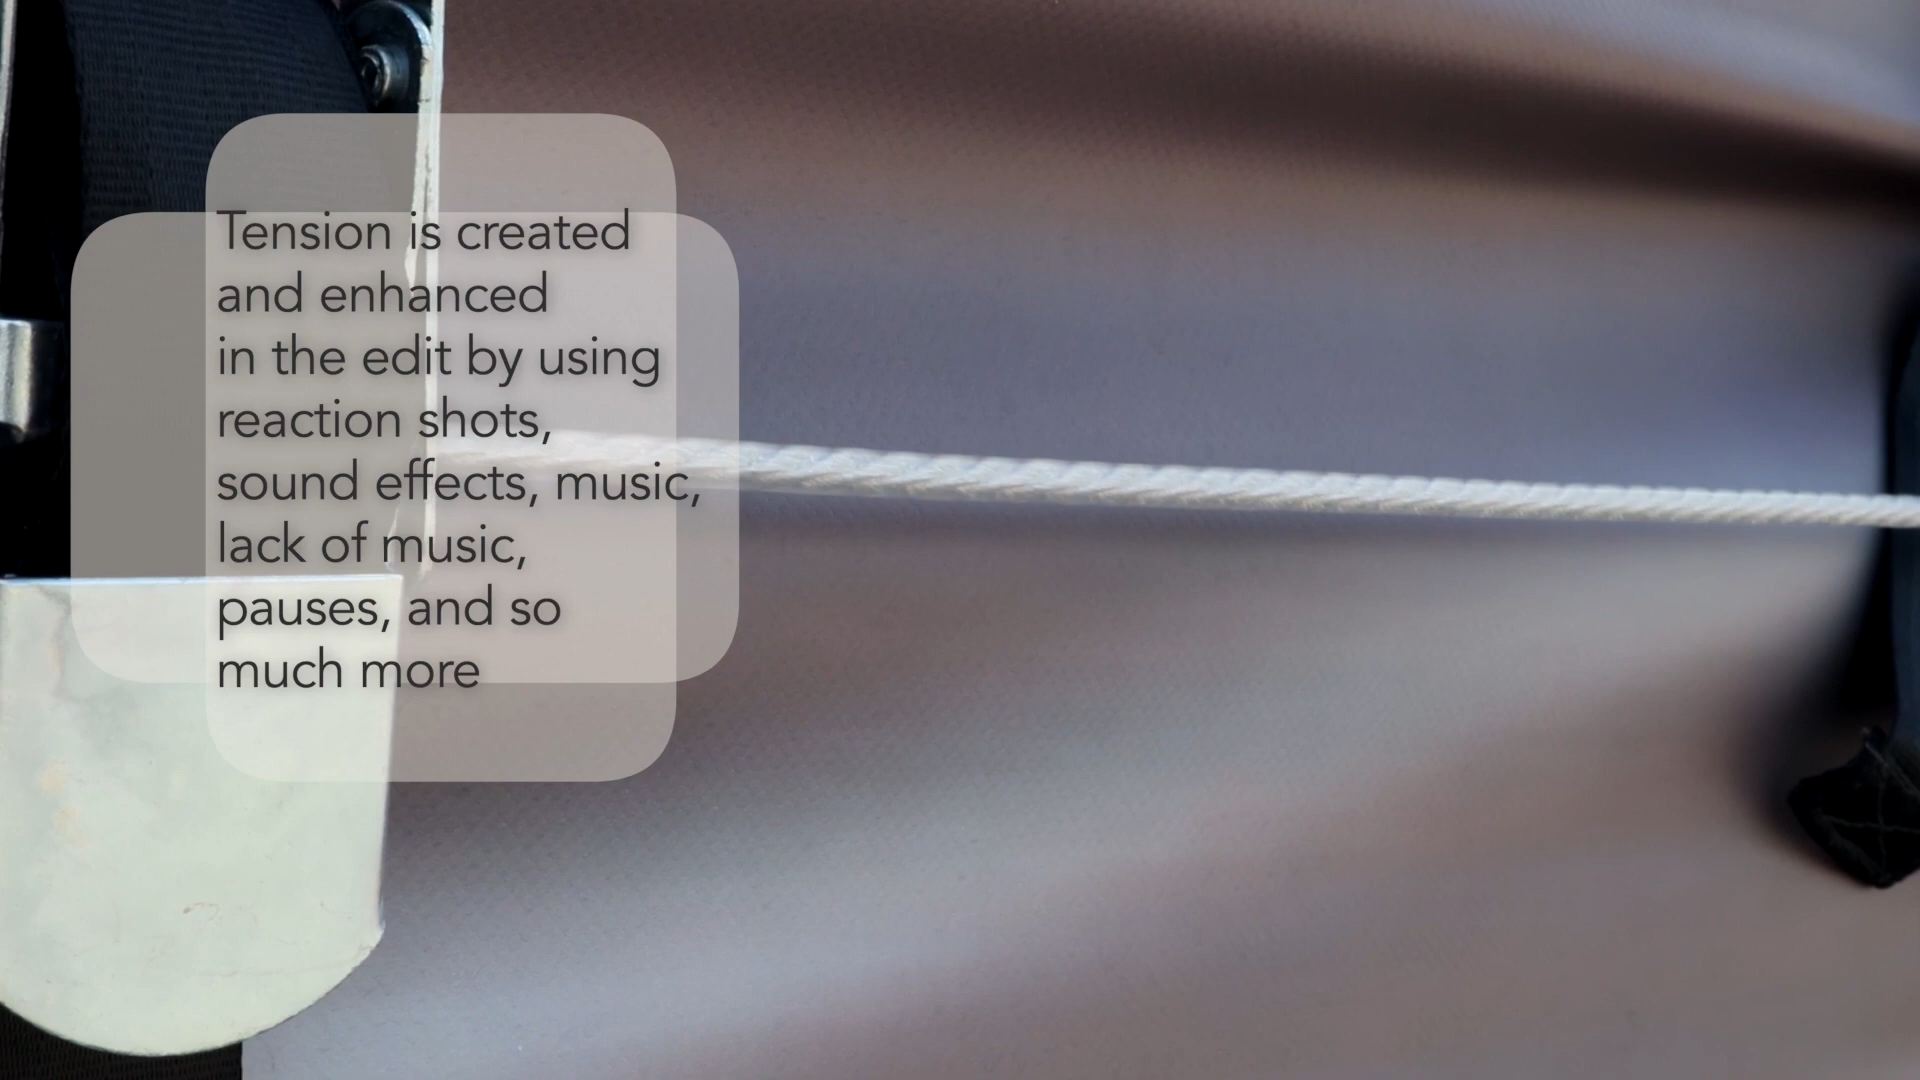 Tension is created
and enhanced
in the edit by using
reaction shots,
sound effects, music,
lack of music,
pauses, and so
much more